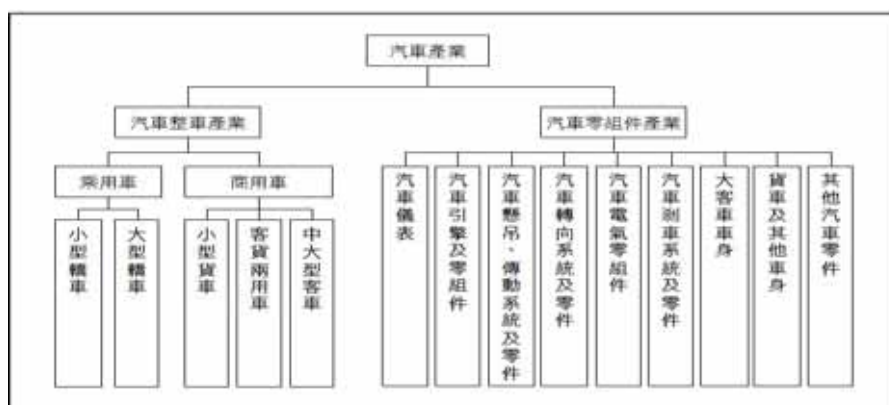 汽車產業
汽車整車產業
汽車零組件產業
乘用車
商用車
小型轎車
大型轎車
小型貨車
客貨兩用車
中大型客車
汽車儀表
汽車引擎及零組件
汽車懸吊、傳動系統及零件
汽車轉向系統及零件
汽車電氣零組件
汽車剎車系統及零件
大客車車身
貨車及其他車身
其他汽車零件